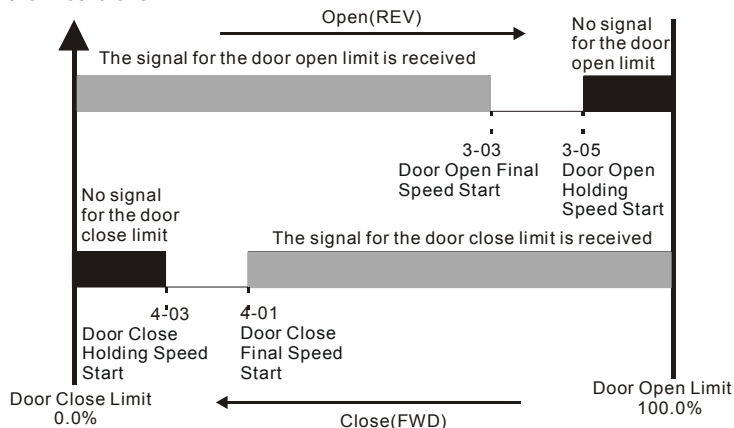 Open(REV)
No signal
for the door
open limit
The signal for the door open limit is received
3-03
Door Open Final
Speed Start
3-05
Door Open
Holding
Speed Start
No signal
for the door
close limit
The signal for the door close limit is received
4-03
Door Close
Holding Speed
Start
4-01
Door Close
Final Speed
Start
Door Close Limit
0.0%
Door Open Limit
100.0%
Close(FWD)